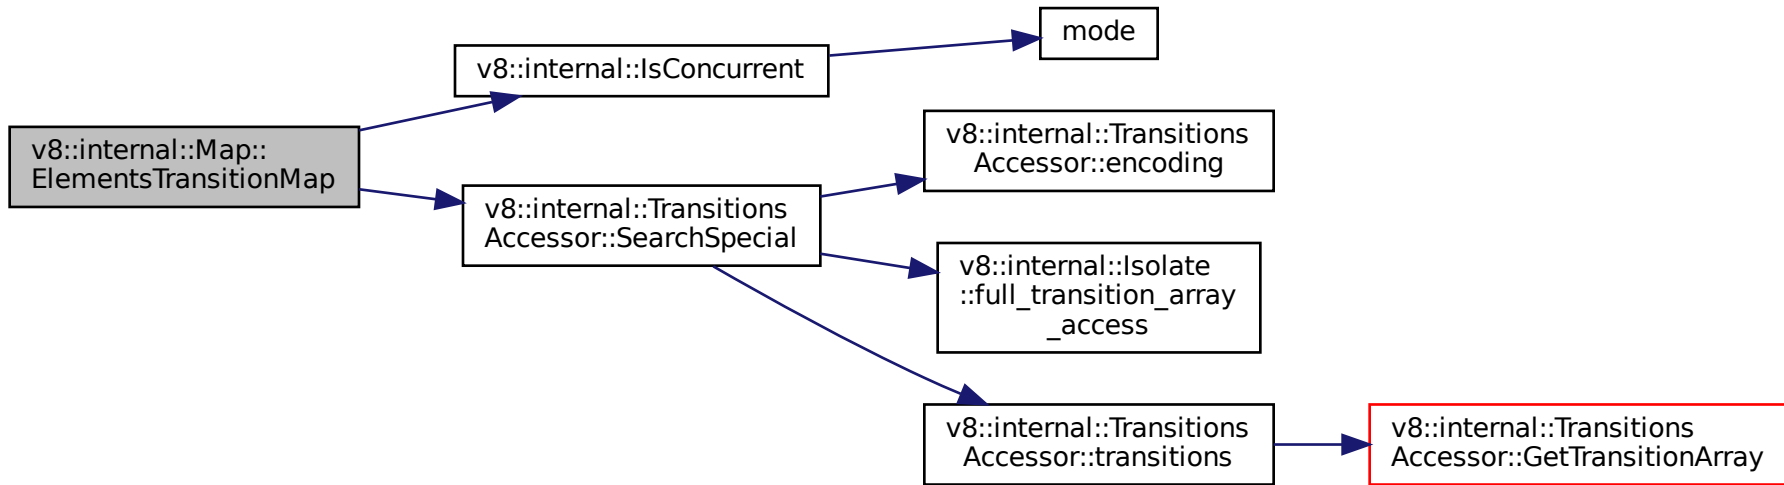 v8::internal::Map::
ElementsTransitionMap
v8::internal::IsConcurrent
mode
v8::internal::Transitions
Accessor::SearchSpecial
v8::internal::Transitions
Accessor::encoding
v8::internal::Isolate
::full_transition_array
_access
v8::internal::Transitions
Accessor::transitions
v8::internal::Transitions
Accessor::GetTransitionArray